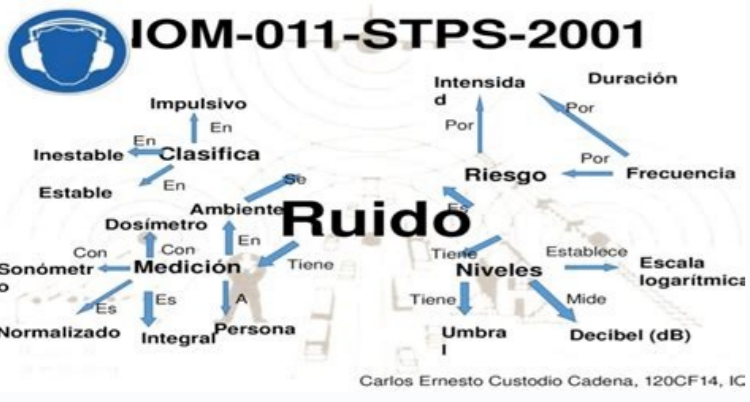 IOM-011-STPS-2001
Intensida
d
Duración
Impulsivo
Por
En
Por
En
Inestable
Clasifica
Por
Riesgo
Frecuencia
En
Se
Estable
Ambiente
Ruido
Es
Dosímetro
En
Con
Con
Tiene
Tiene
Establece
Sonómetr
o
Medición
Niveles
Escala
logarítmica
Es
Es
A
Tiene
Mide
Normalizado
Integral
Persona
Umbra
l
Decibel (dB)
Carlos Ernesto Custodio Cadena, 120CF14, IC